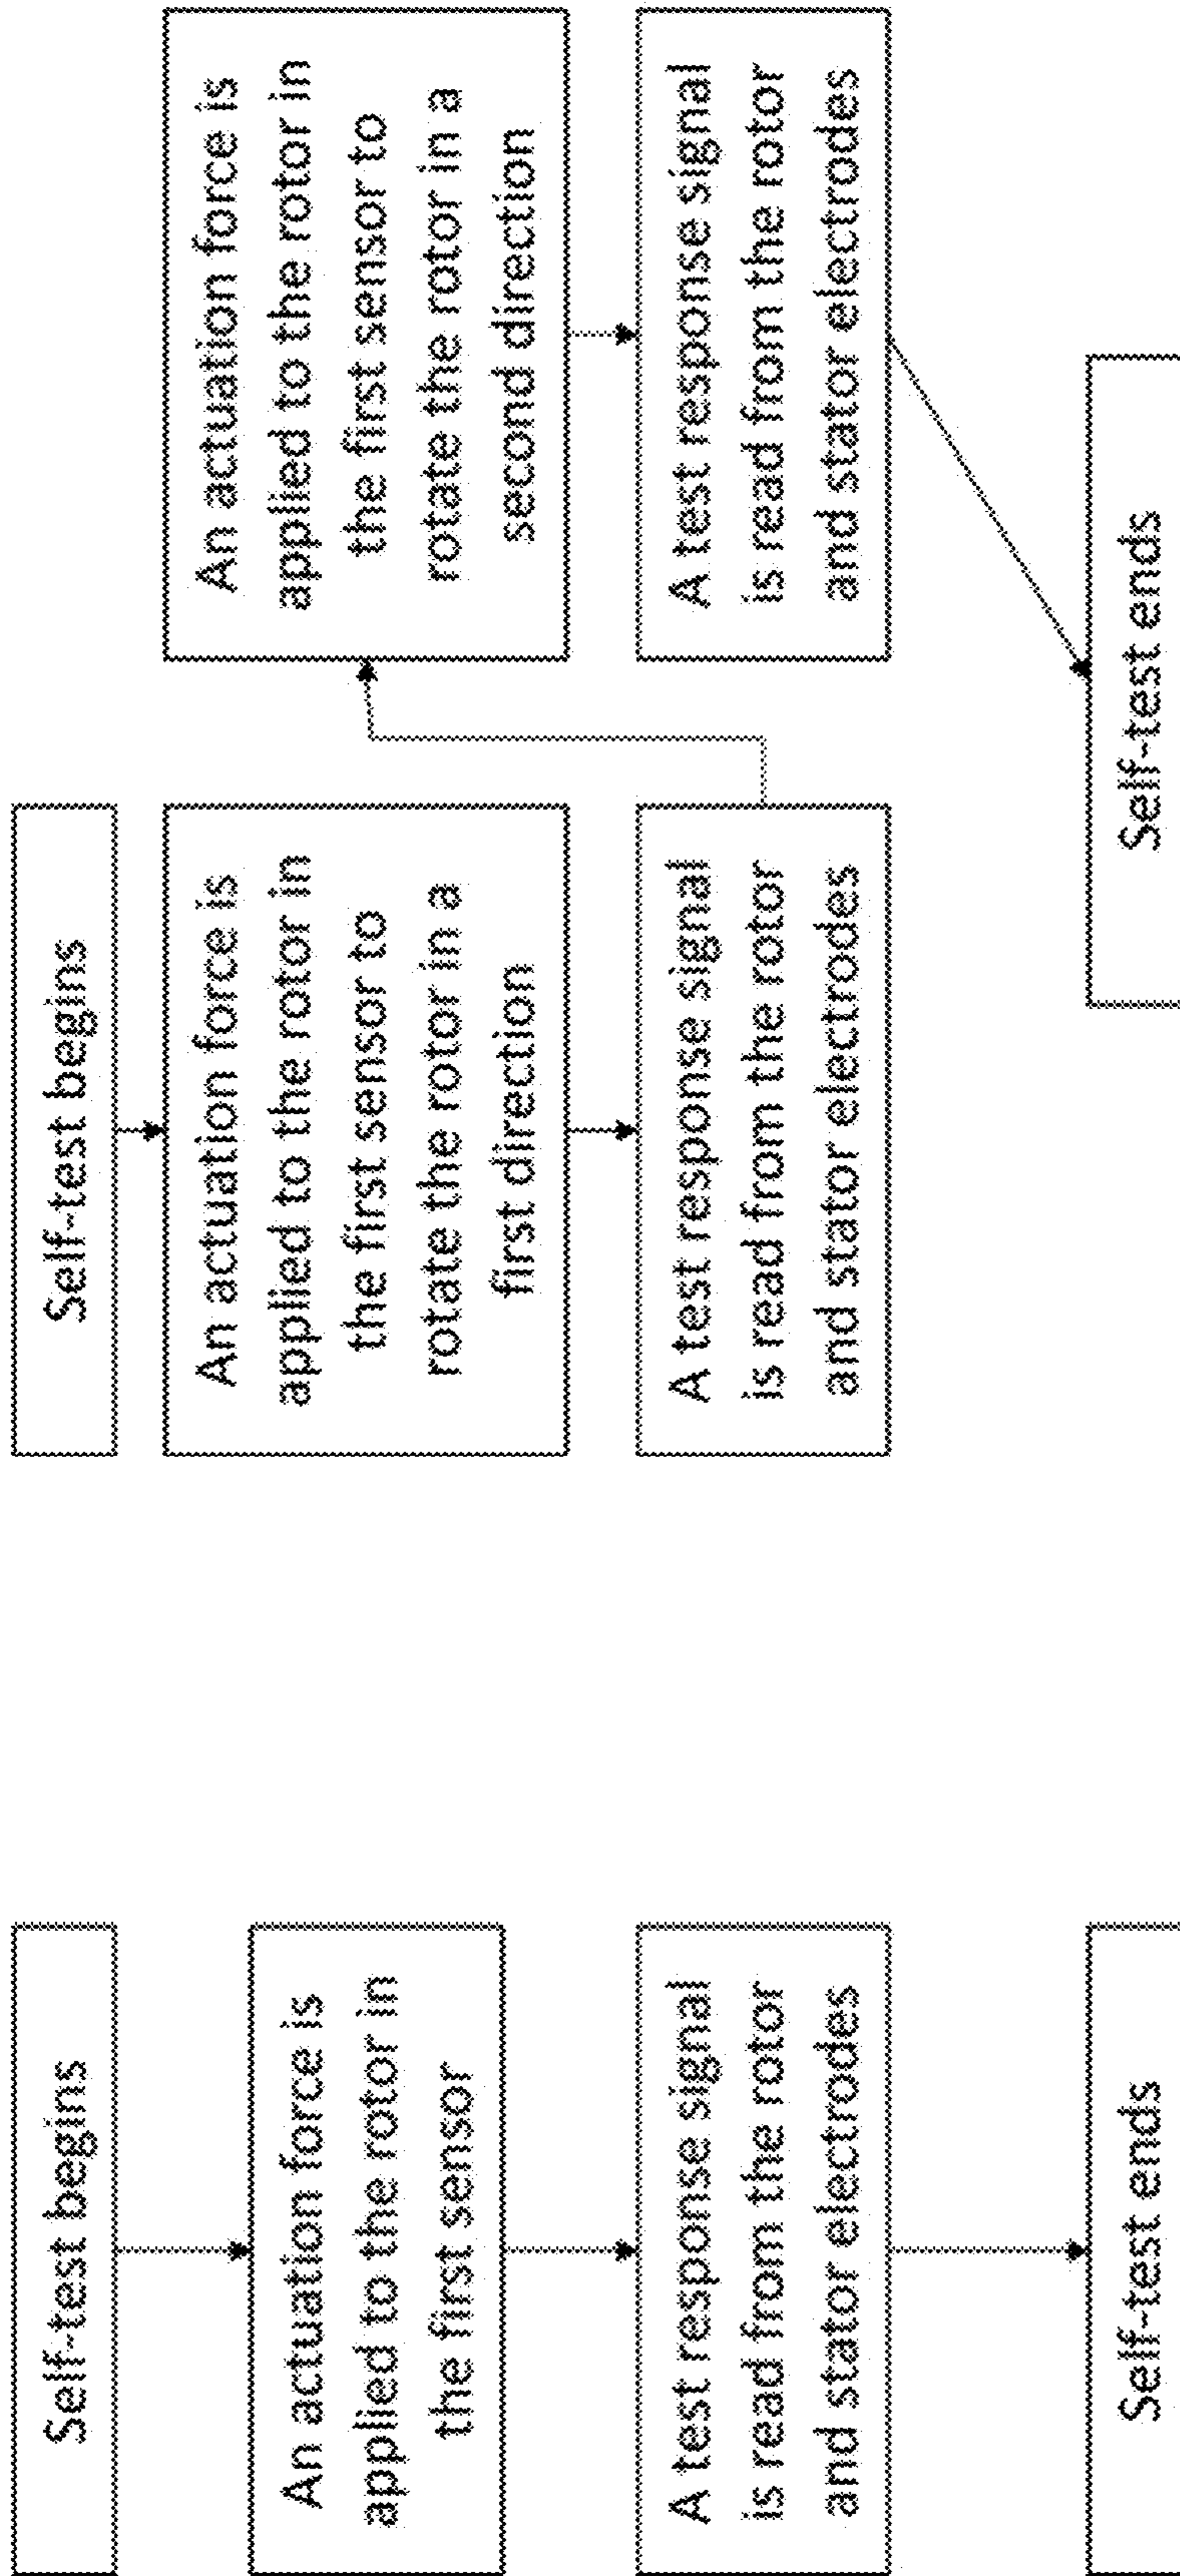 Self-test begins
An actuation force is
applied to the rotor in
the first sensor
A test response signal
is read from the rotor
and stator electrodes
Self-test ends
Self-test begins
An actuation force is
applied to the rotor in
the first sensor to
rotate the rotor in a
first direction
A test response signal
is read from the rotor
and stator electrodes
An actuation force is
applied to the rotor in
the first sensor to
rotate the rotor in a
second direction
A test response signal
is read from the rotor
and stator electrodes
Self-test ends